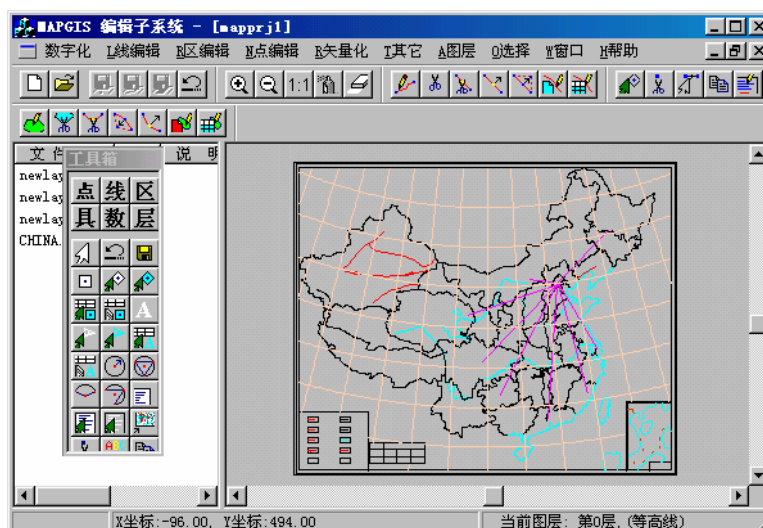 MAPGIS 编辑子系统 - [mapprj1]
数字化 L线编辑 R区编辑 N点编辑 R矢量化 T其它 A图层 O选择 W窗口 H帮助
1:1
文件 说明
工具箱
newlay
newlay
newlay
CHINA.
点 线 区
具 数 层
A
A
A
A
ABC
X坐标:-96.00, Y坐标:494.00
当前图层: 第0层,(等高线)